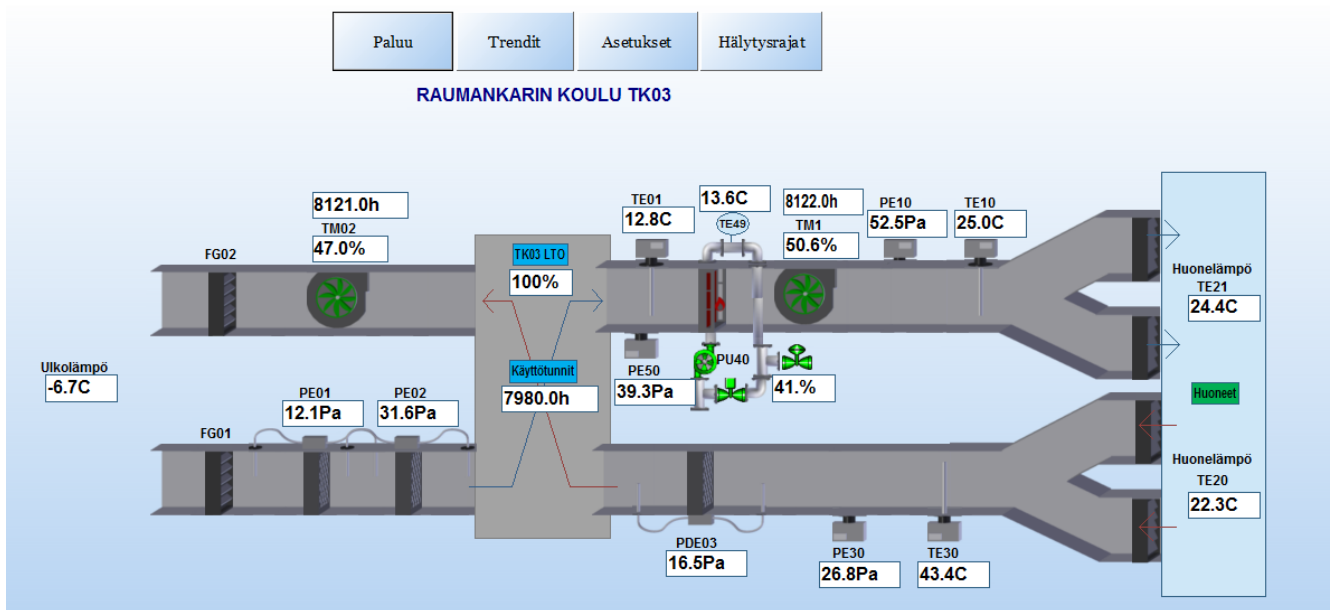 Paluu
Trendit
Asetukset
Hälytysrajat
RAUMANKARIN KOULU TK03
8121.0h
TM02
47.0%
FG02
TK03 LTO
100%
TE01
12.8C
13.6C
TE49
8122.0h
TM1
50.6%
PE10
52.5Pa
TE10
25.0C
Huonelämpö
TE21
24.4C
Ulkolämpö
-6.7C
Käyttötunnit
7980.0h
PE50
39.3Pa
PU40
41.%
Huoneet
PE01
12.1Pa
PE02
31.6Pa
FG01
Huonelämpö
TE20
22.3C
PDE03
16.5Pa
PE30
26.8Pa
TE30
43.4C